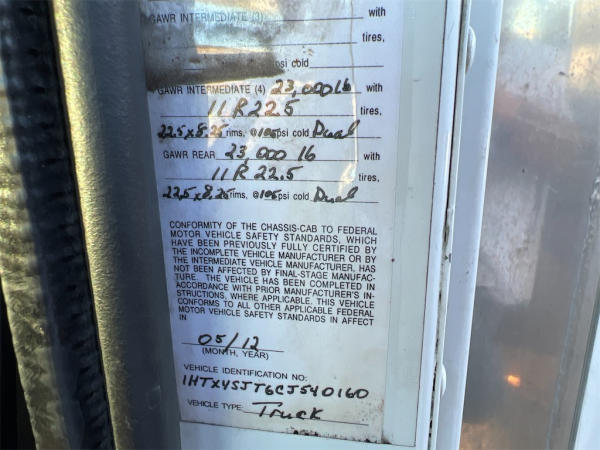 GAWR INTERMEDIATE (3) with
tires,
psi cold
GAWR INTERMEDIATE (4) 23,000 lb with
11R22.5 tires,
22.5x8.25 rims, @105psi cold Dual
GAWR REAR 23,000 lb with
11R22.5 tires,
22.5x8.25 rims, @105psi cold Dual
CONFORMITY OF THE CHASSIS-CAB TO FEDERAL
MOTOR VEHICLE SAFETY STANDARDS, WHICH
HAVE BEEN PREVIOUSLY FULLY CERTIFIED BY
THE INCOMPLETE VEHICLE MANUFACTURER OR BY
THE INTERMEDIATE VEHICLE MANUFACTURER, HAS
NOT BEEN AFFECTED BY FINAL-STAGE MANUFAC-
TURE. THE VEHICLE HAS BEEN COMPLETED IN
ACCORDANCE WITH PRIOR MANUFACTURER'S IN-
STRUCTIONS, WHERE APPLICABLE. THIS VEHICLE
CONFORMS TO ALL OTHER APPLICABLE FEDERAL
MOTOR VEHICLE SAFETY STANDARDS IN AFFECT
IN
05/12
(MONTH, YEAR)
VEHICLE IDENTIFICATION NO:
1HTXYSJT6CJ540160
VEHICLE TYPE Truck